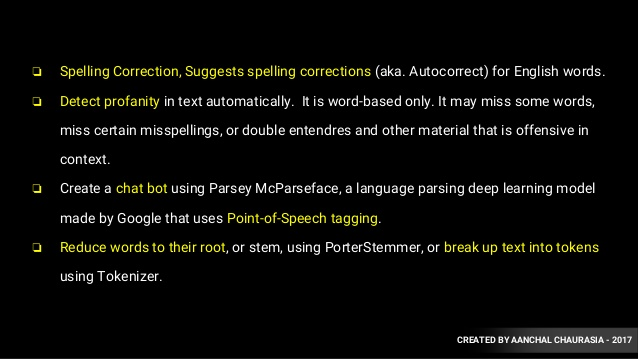 ❏ Spelling Correction, Suggests spelling corrections (aka. Autocorrect) for English words.
❏ Detect profanity in text automatically. It is word-based only. It may miss some words,
miss certain misspellings, or double entendres and other material that is offensive in
context.
❏ Create a chat bot using Parsey McParseface, a language parsing deep learning model
made by Google that uses Point-of-Speech tagging.
❏ Reduce words to their root, or stem, using PorterStemmer, or break up text into tokens
using Tokenizer.
CREATED BY AANCHAL CHAURASIA - 2017